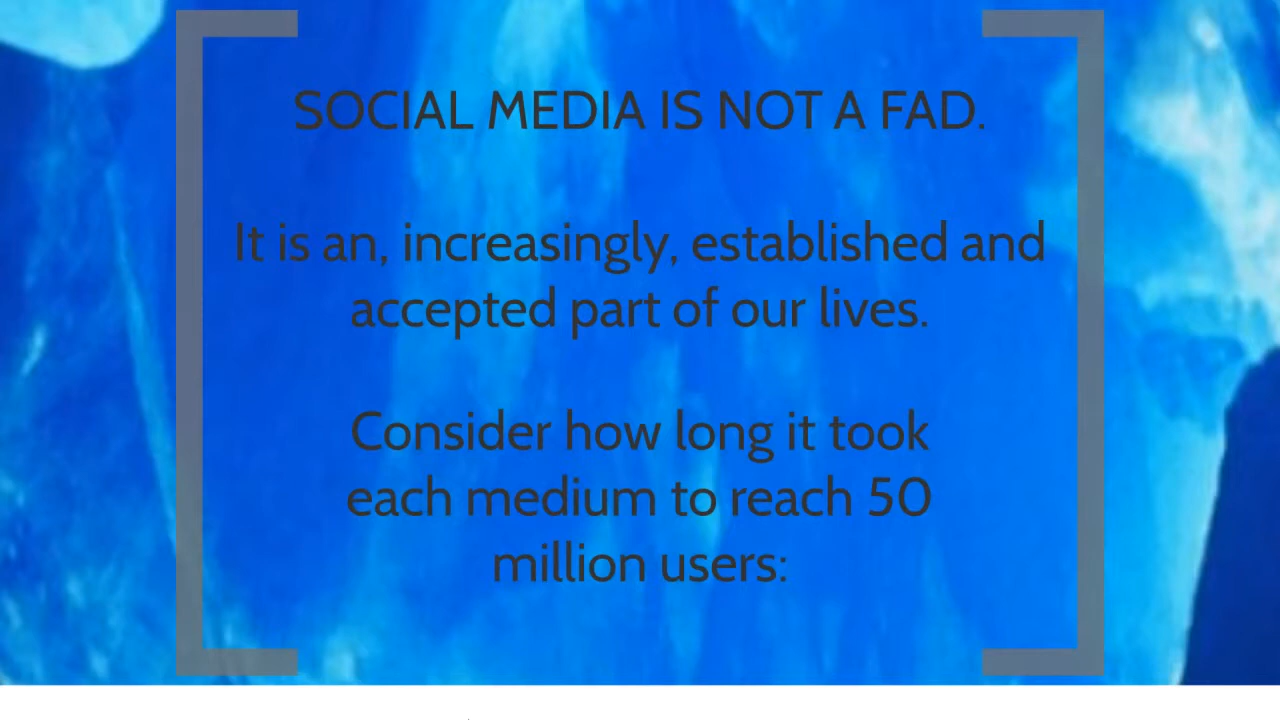 SOCIAL MEDIA IS NOT A FAD.
It is an, increasingly, established and
accepted part of our lives.
Consider how long it took
each medium to reach 50
million users: